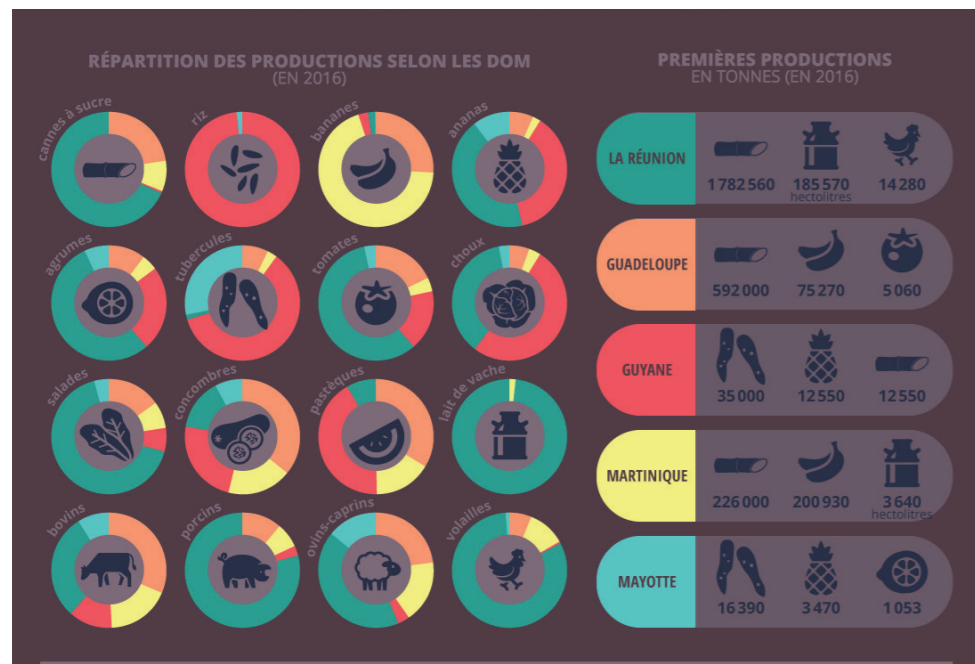 RÉPARTITION DES PRODUCTIONS SELON LES DOM
(EN 2016)
cannes à sucre
riz
bananes
ananas
agrumes
tubercules
tomates
choux
salades
concombres
pastèques
lait de vache
bovins
porcins
ovins-caprins
volailles
PREMIÈRES PRODUCTIONS
EN TONNES (EN 2016)
LA RÉUNION
1 782 560 185 570 14 280
hectolitres
GUADELOUPE
592 000 75 270 5 060
GUYANE
35 000 12 550 12 550
MARTINIQUE
226 000 200 930 3 640
hectolitres
MAYOTTE
16 390 3 470 1 053